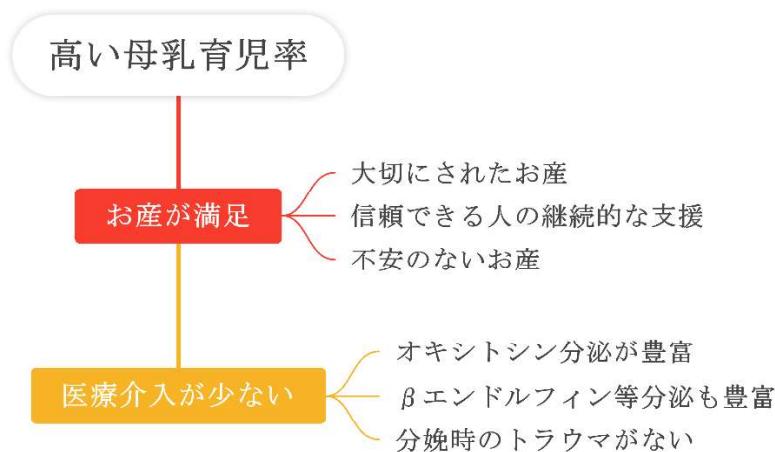 高い母乳育児率
お産が満足
大切にされたお産
信頼できる人の継続的な支援
不安のないお産
医療介入が少ない
オキシトシン分泌が豊富
βエンドルフィン等分泌も豊富
分娩時のトラウマがない